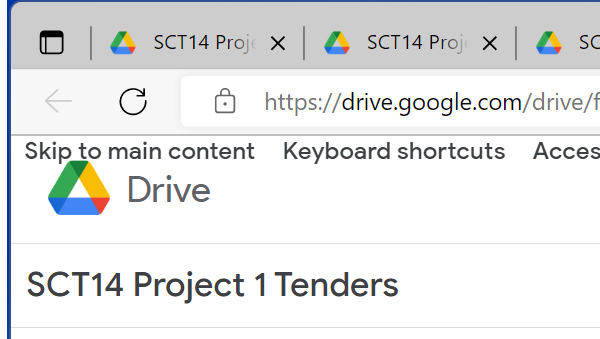 SCT14 Proje SCT14 Proj SC
https://drive.google.com/drive/f
Skip to main content Keyboard shortcuts Acces
Drive
SCT14 Project 1 Tenders